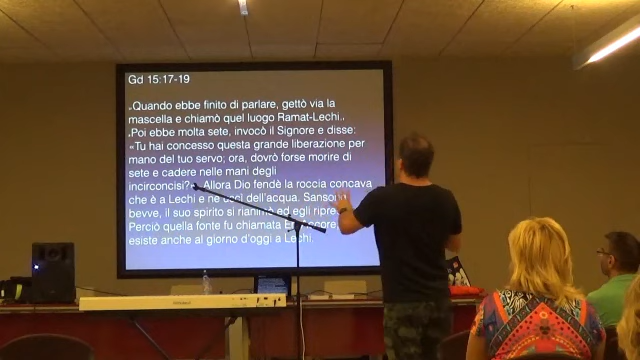 Gd 15:17-19
«Quando ebbe finito di parlare, gettò via la
mascella e chiamò quel luogo Ramat-Lechi.
Poi ebbe molta sete, invocò il Signore e disse:
«Tu hai concesso questa grande liberazione per
mano del tuo servo; ora, dovrò forse morire di
sete e cadere nelle mani degli
incirconcisi?». Allora Dio fendè la roccia concava
che è a Lechi e ne uscì dell'acqua.
bevve, il suo spirito si rianimò ed egli
Perciò quella fonte fu chiamata
esiste anche al giorno d'oggi a Lechi.